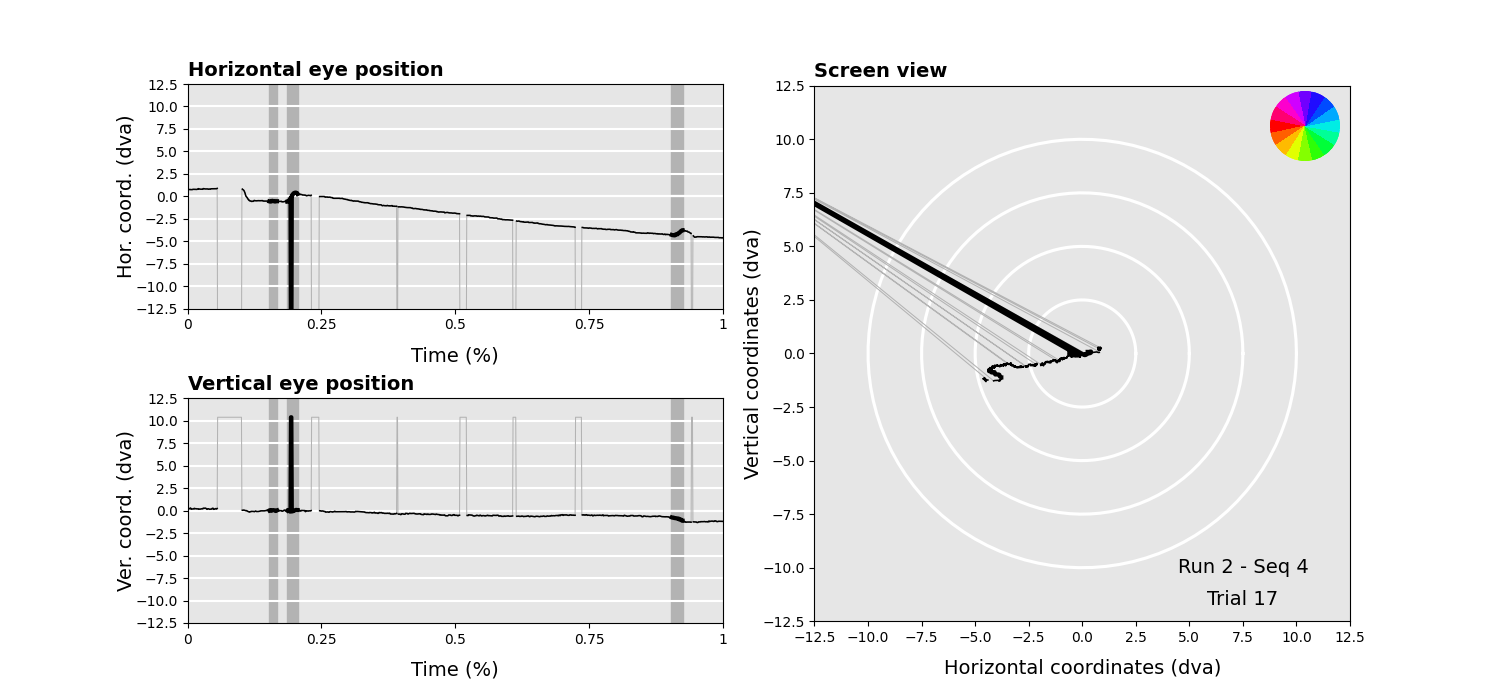 Horizontal eye position
12.5
10.0
7.5
5.0
2.5
0.0
−2.5
−5.0
−7.5
−10.0
−12.5
Hor. coord. (dva)
0 0.25 0.5 0.75 1
Time (%)
Vertical eye position
12.5
10.0
7.5
5.0
2.5
0.0
−2.5
−5.0
−7.5
−10.0
−12.5
Ver. coord. (dva)
0 0.25 0.5 0.75 1
Time (%)
Screen view
12.5
10.0
7.5
5.0
2.5
0.0
−2.5
−5.0
−7.5
−10.0
−12.5
Vertical coordinates (dva)
Run 2 - Seq 4
Trial 17
−12.5 −10.0 −7.5 −5.0 −2.5 0.0 2.5 5.0 7.5 10.0 12.5
Horizontal coordinates (dva)